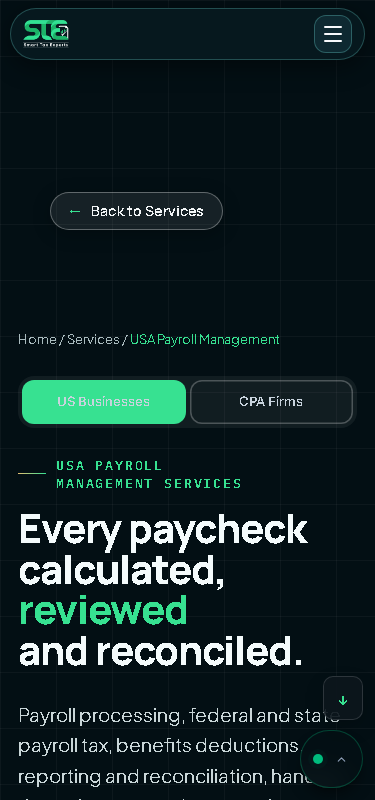 STE
Smart Tax Experts
← Back to Services
Home / Services / USA Payroll Management
US Businesses
CPA Firms
USA PAYROLL
MANAGEMENT SERVICES
Every paycheck
calculated,
reviewed
and reconciled.
Payroll processing, federal and state
payroll tax, benefits deductions
reporting and reconciliation,